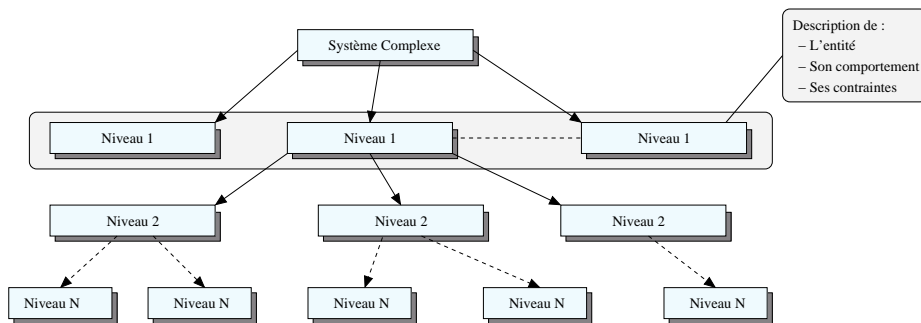 Description de :
– L'entité
– Son comportement
– Ses contraintes
Système Complexe
Niveau 1
Niveau 1
Niveau 1
Niveau 2
Niveau 2
Niveau 2
Niveau N
Niveau N
Niveau N
Niveau N
Niveau N